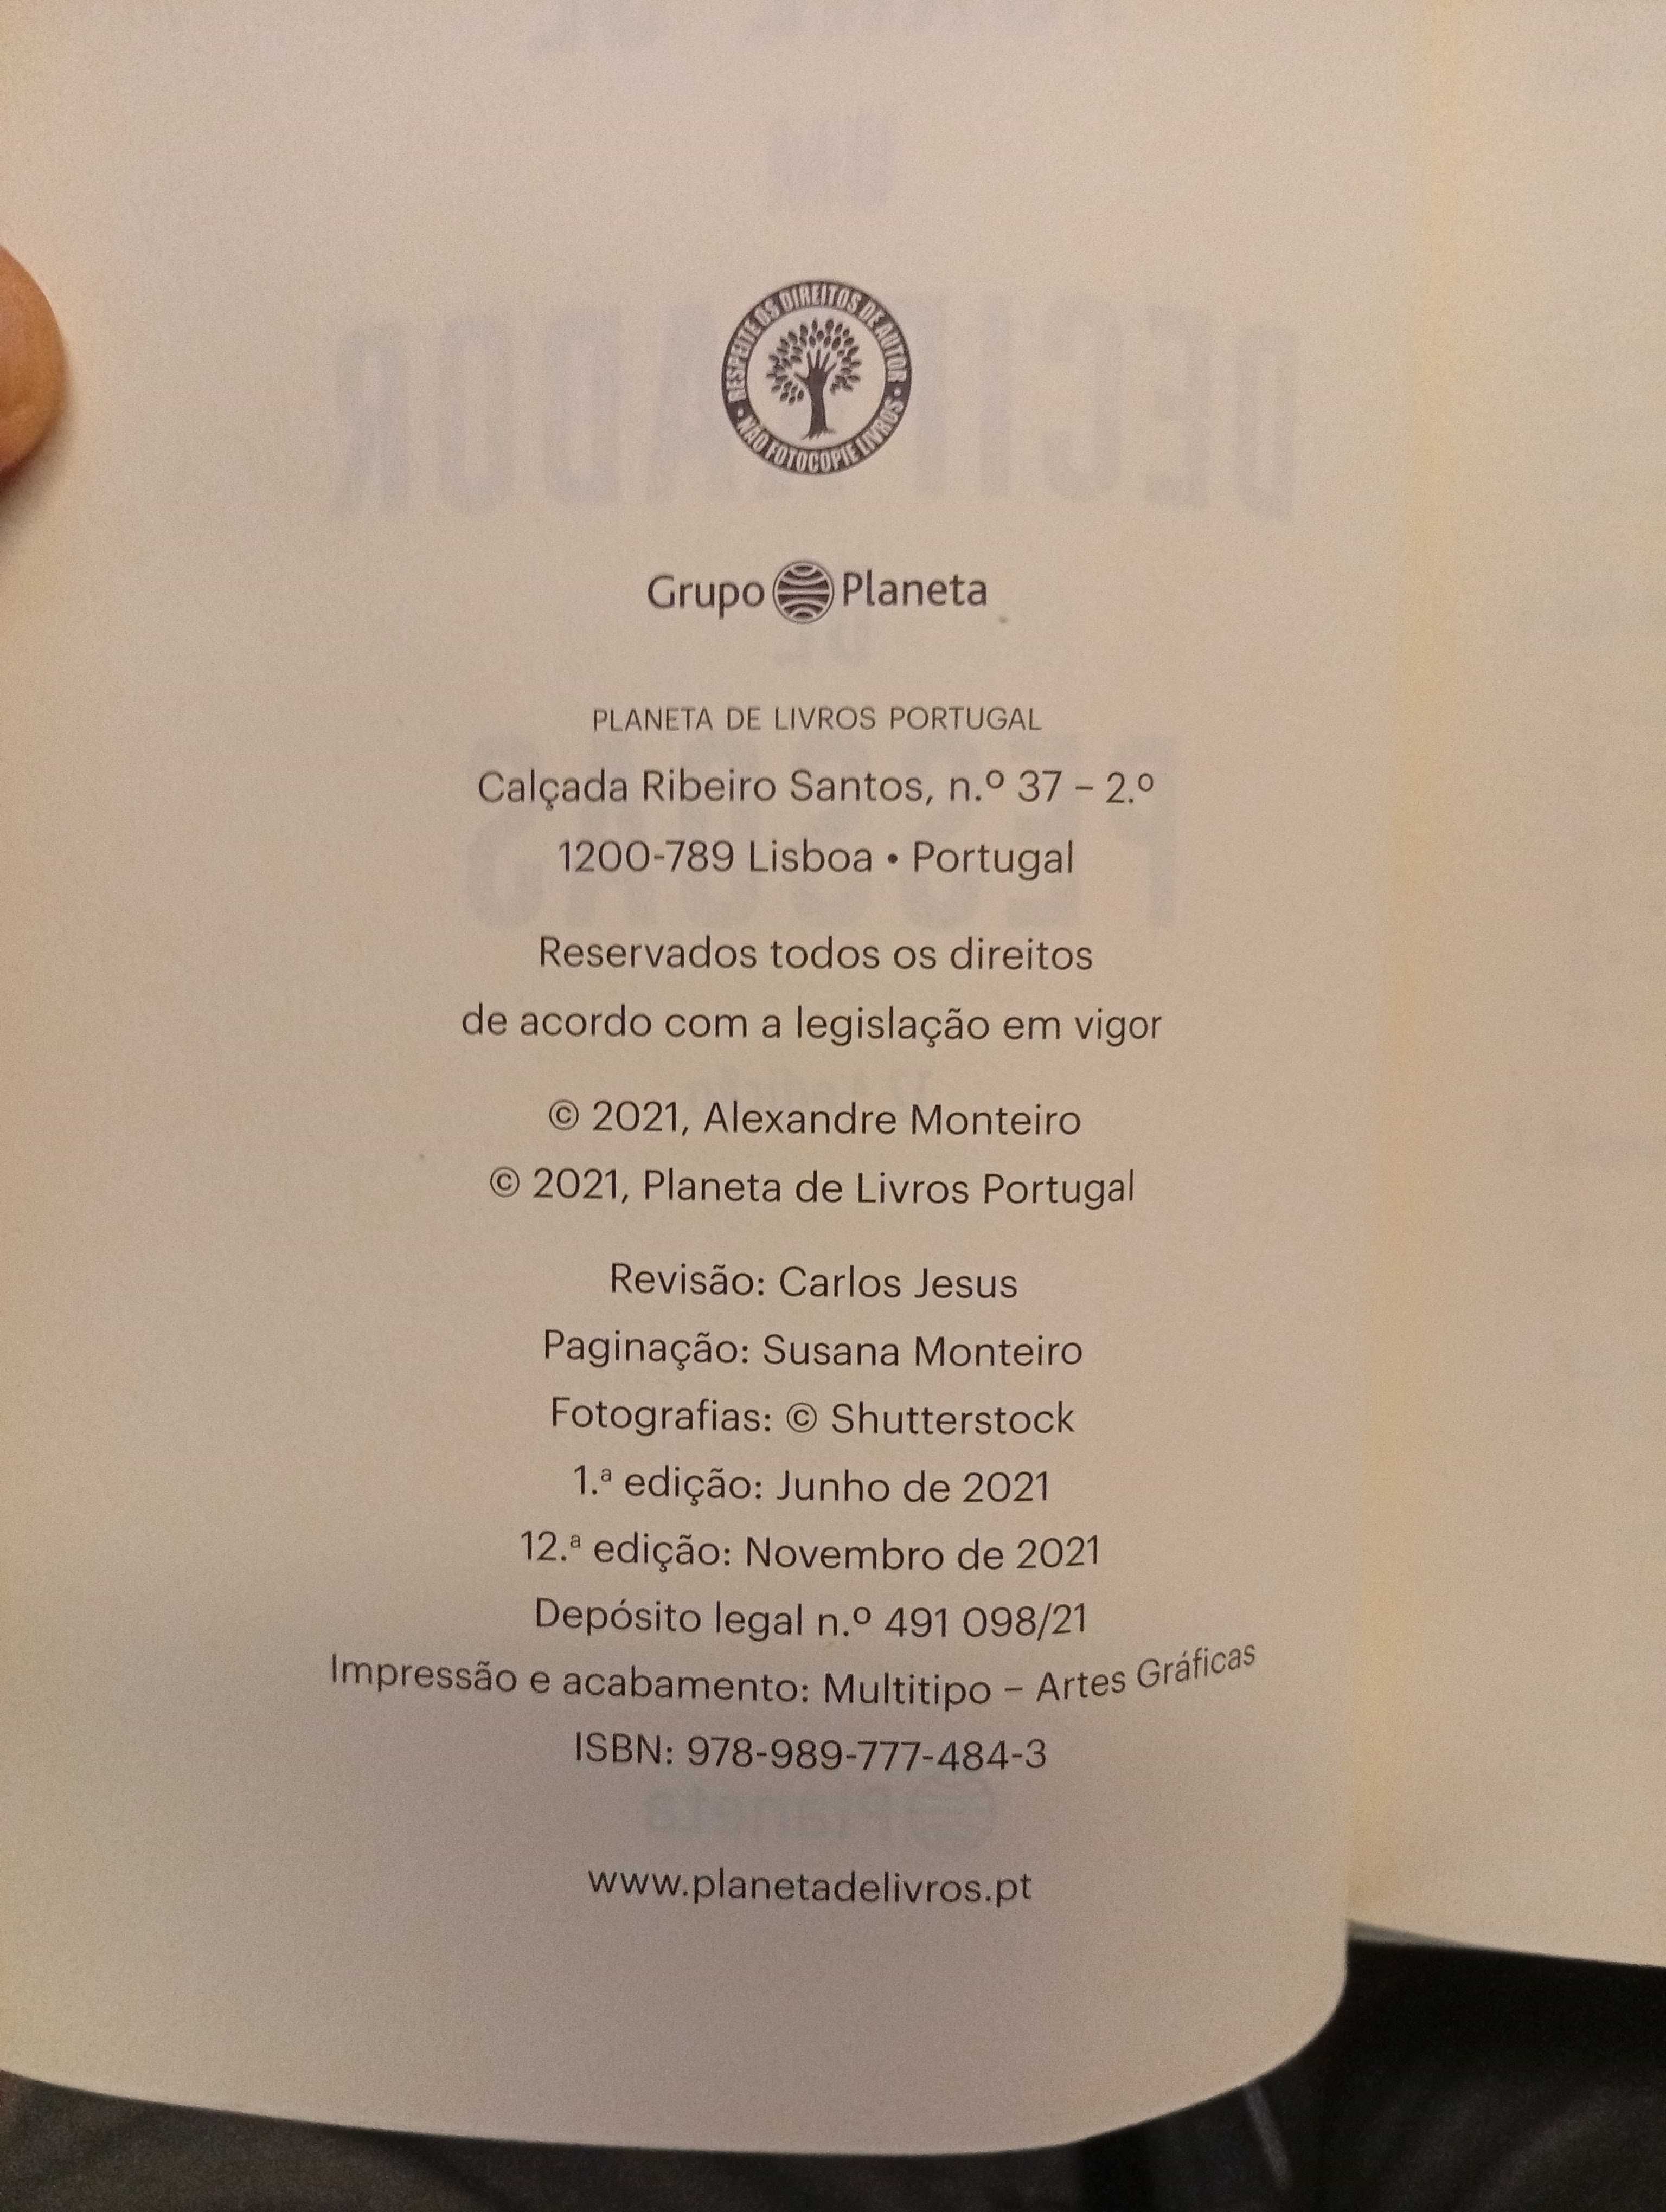 RESPEITE OS DIREITOS DE AUTOR •
NÃO FOTOCOPIE LIVROS •
Grupo Planeta
PLANETA DE LIVROS PORTUGAL
Calçada Ribeiro Santos, n.º 37 – 2.º
1200-789 Lisboa • Portugal
Reservados todos os direitos
de acordo com a legislação em vigor
© 2021, Alexandre Monteiro
© 2021, Planeta de Livros Portugal
Revisão: Carlos Jesus
Paginação: Susana Monteiro
Fotografias: © Shutterstock
1.ª edição: Junho de 2021
12.ª edição: Novembro de 2021
Depósito legal n.º 491 098/21
Impressão e acabamento: Multitipo – Artes Gráficas
ISBN: 978-989-777-484-3
www.planetadelivros.pt